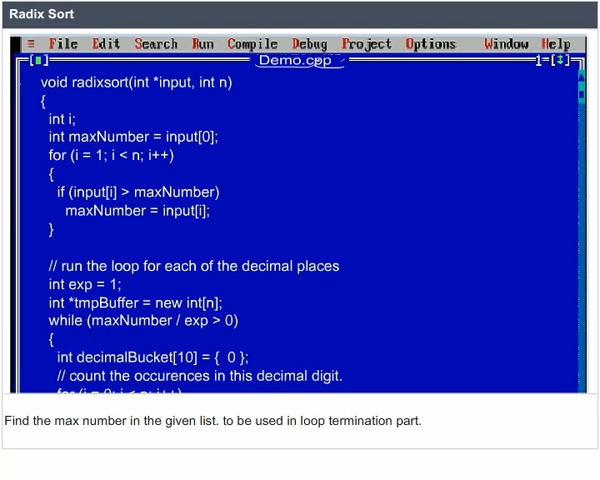 Radix Sort
≡ File Edit Search Run Compile Debug Project Options Window Help
[■] Demo.cpp 1=[↕]
void radixsort(int *input, int n)
{
int i;
int maxNumber = input[0];
for (i = 1; i < n; i++)
{
if (input[i] > maxNumber)
maxNumber = input[i];
}
// run the loop for each of the decimal places
int exp = 1;
int *tmpBuffer = new int[n];
while (maxNumber / exp > 0)
{
int decimalBucket[10] = { 0 };
// count the occurences in this decimal digit.
for (i = 0; i < n; i++)
Find the max number in the given list. to be used in loop termination part.